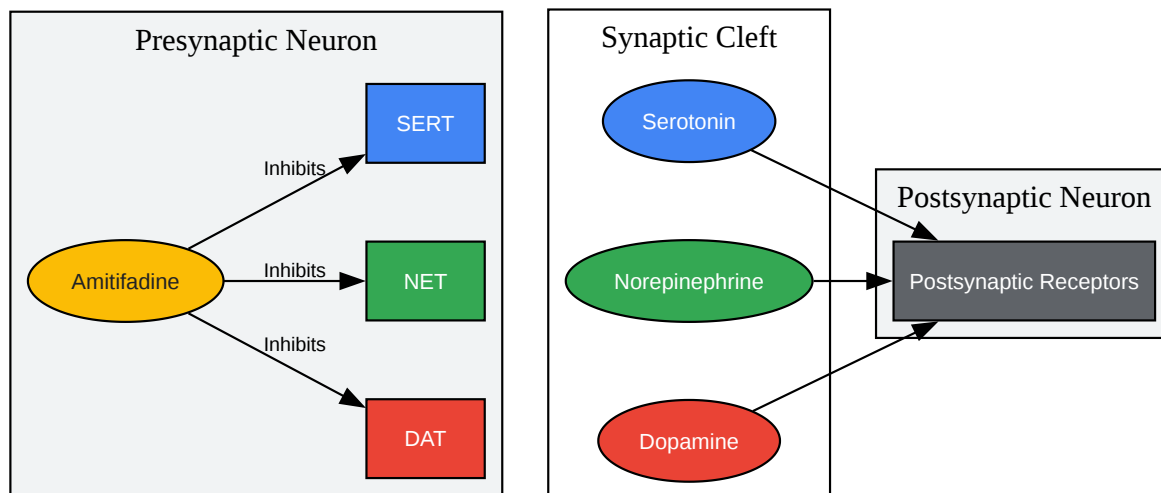 Presynaptic Neuron
SERT
Inhibits
Amitifadine
Inhibits
NET
Inhibits
DAT
Synaptic Cleft
Serotonin
Norepinephrine
Dopamine
Postsynaptic Neuron
Postsynaptic Receptors